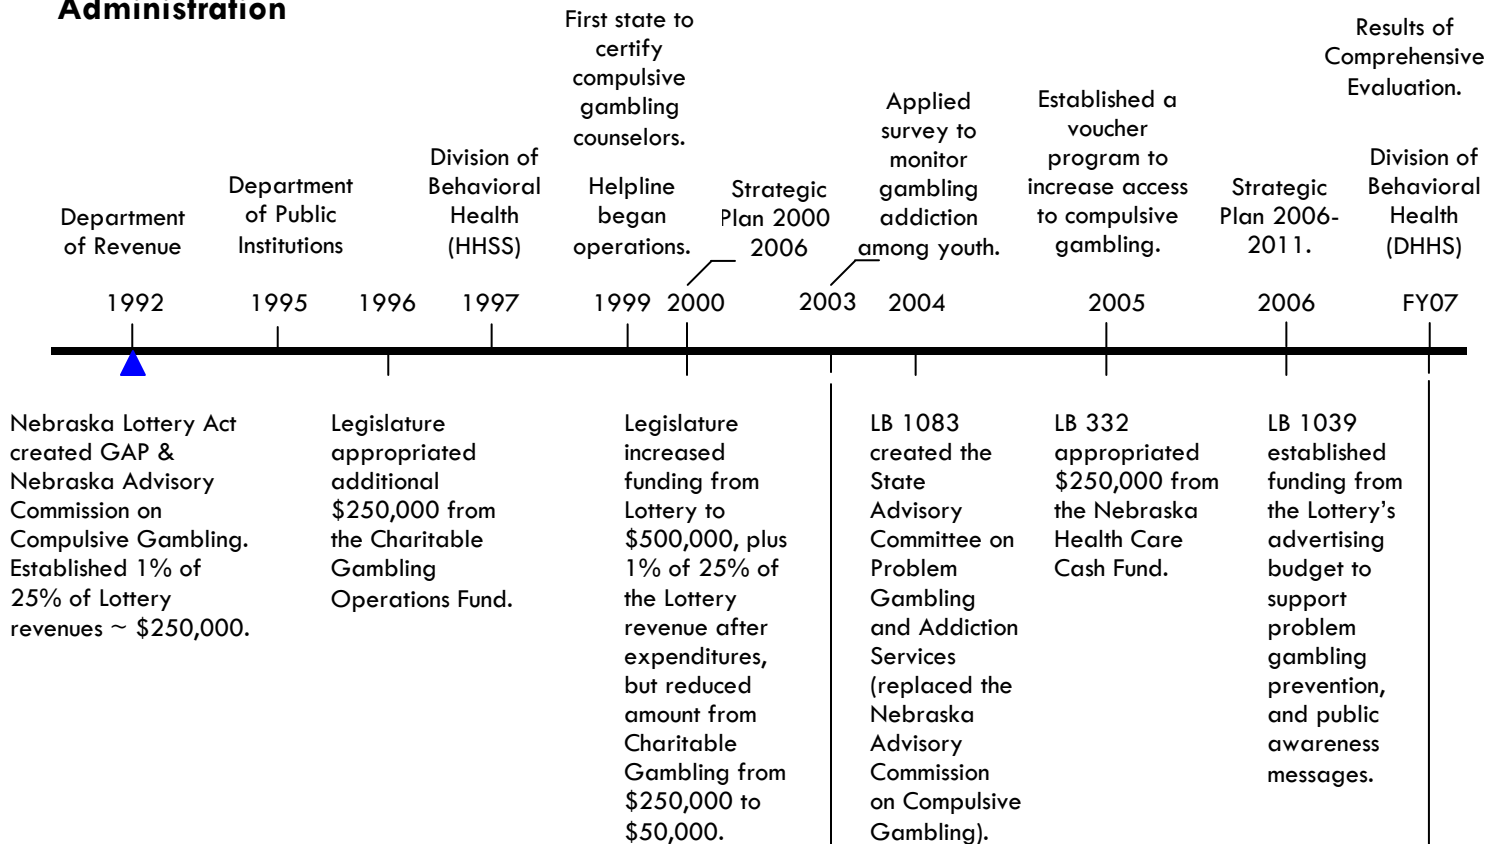 Administration
First state to
certify
compulsive
gambling
counselors.
Results of
Comprehensive
Evaluation.
Department
of Revenue
Department
of Public
Institutions
Division of
Behavioral
Health
(HHSS)
Helpline
began
operations.
Strategic
Plan 2000
2006
Applied
survey to
monitor
gambling
addiction
among youth.
Established a
voucher
program to
increase access
to compulsive
gambling.
Strategic
Plan 2006-
2011.
Division of
Behavioral
Health
(DHHS)
1992 1995 1996 1997 1999 2000 2003 2004 2005 2006 FY07
Nebraska Lottery Act
created GAP &
Nebraska Advisory
Commission on
Compulsive Gambling.
Established 1% of
25% of Lottery
revenues ~ $250,000.
Legislature
appropriated
additional
$250,000 from
the Charitable
Gambling
Operations Fund.
Legislature
increased
funding from
Lottery to
$500,000, plus
1% of 25% of
the Lottery
revenue after
expenditures,
but reduced
amount from
Charitable
Gambling from
$250,000 to
$50,000.
LB 1083
created the
State
Advisory
Committee on
Problem
Gambling
and Addiction
Services
(replaced the
Nebraska
Advisory
Commission
on Compulsive
Gambling).
LB 332
appropriated
$250,000 from
the Nebraska
Health Care
Cash Fund.
LB 1039
established
funding from
the Lottery's
advertising
budget to
support
problem
gambling
prevention,
and public
awareness
messages.